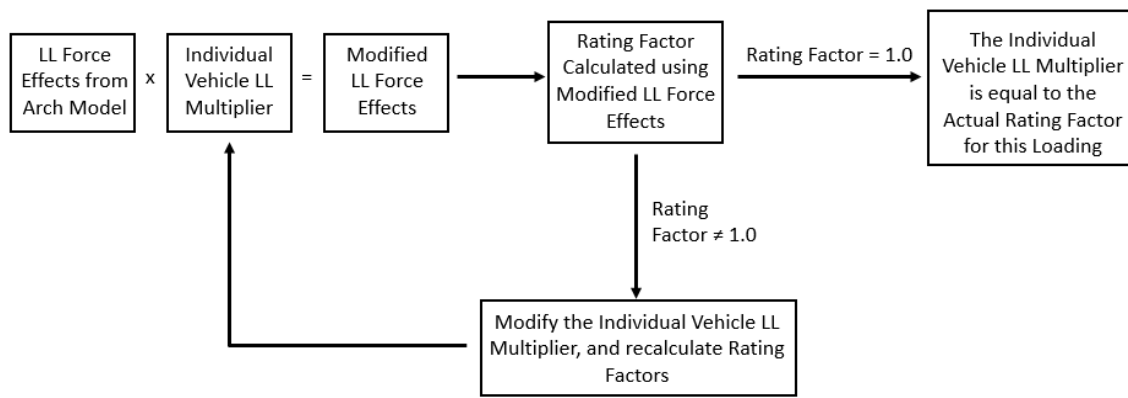 LL Force
Effects from
Arch Model
x
Individual
Vehicle LL
Multiplier
=
Modified
LL Force
Effects
Rating Factor
Calculated using
Modified LL Force
Effects
Rating Factor = 1.0
The Individual
Vehicle LL Multiplier
is equal to the
Actual Rating Factor
for this Loading
Rating
Factor ≠ 1.0
Modify the Individual Vehicle LL
Multiplier, and recalculate Rating
Factors